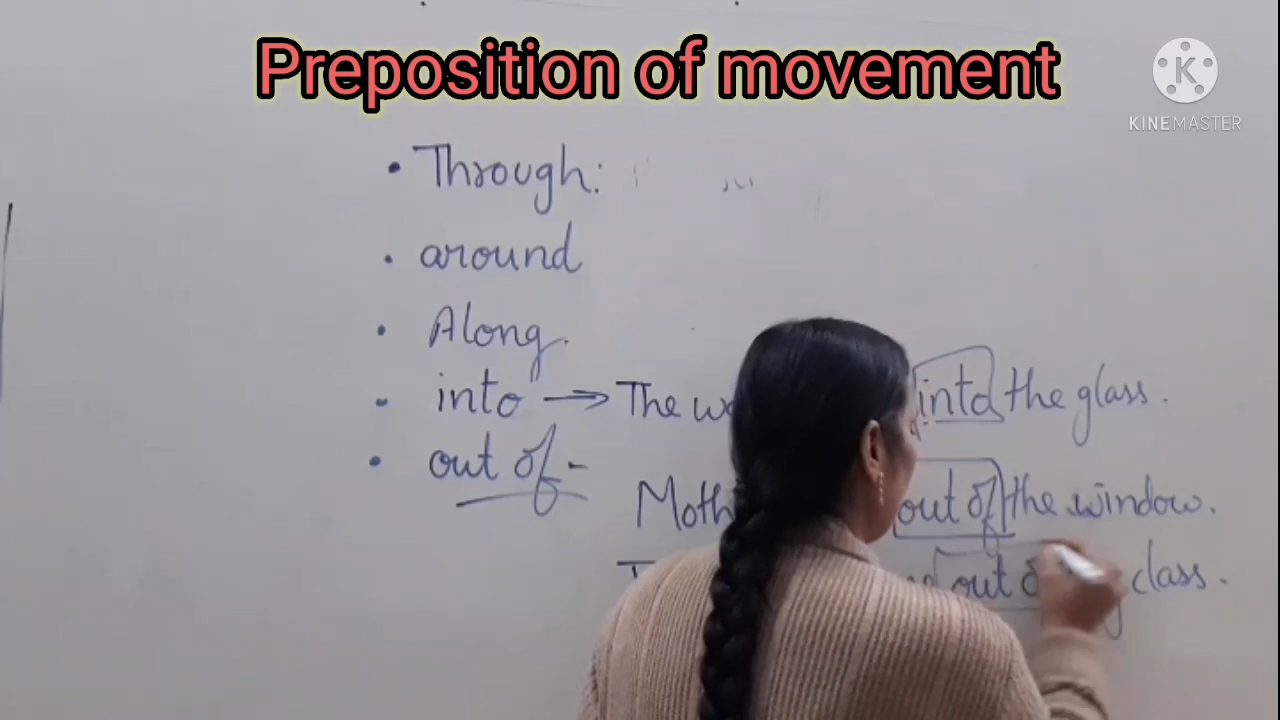 Preposition of movement
KINEMASTER
• Through:
• around
• Along.
• into → The into the glass.
• out of -
out of the window.
out class.